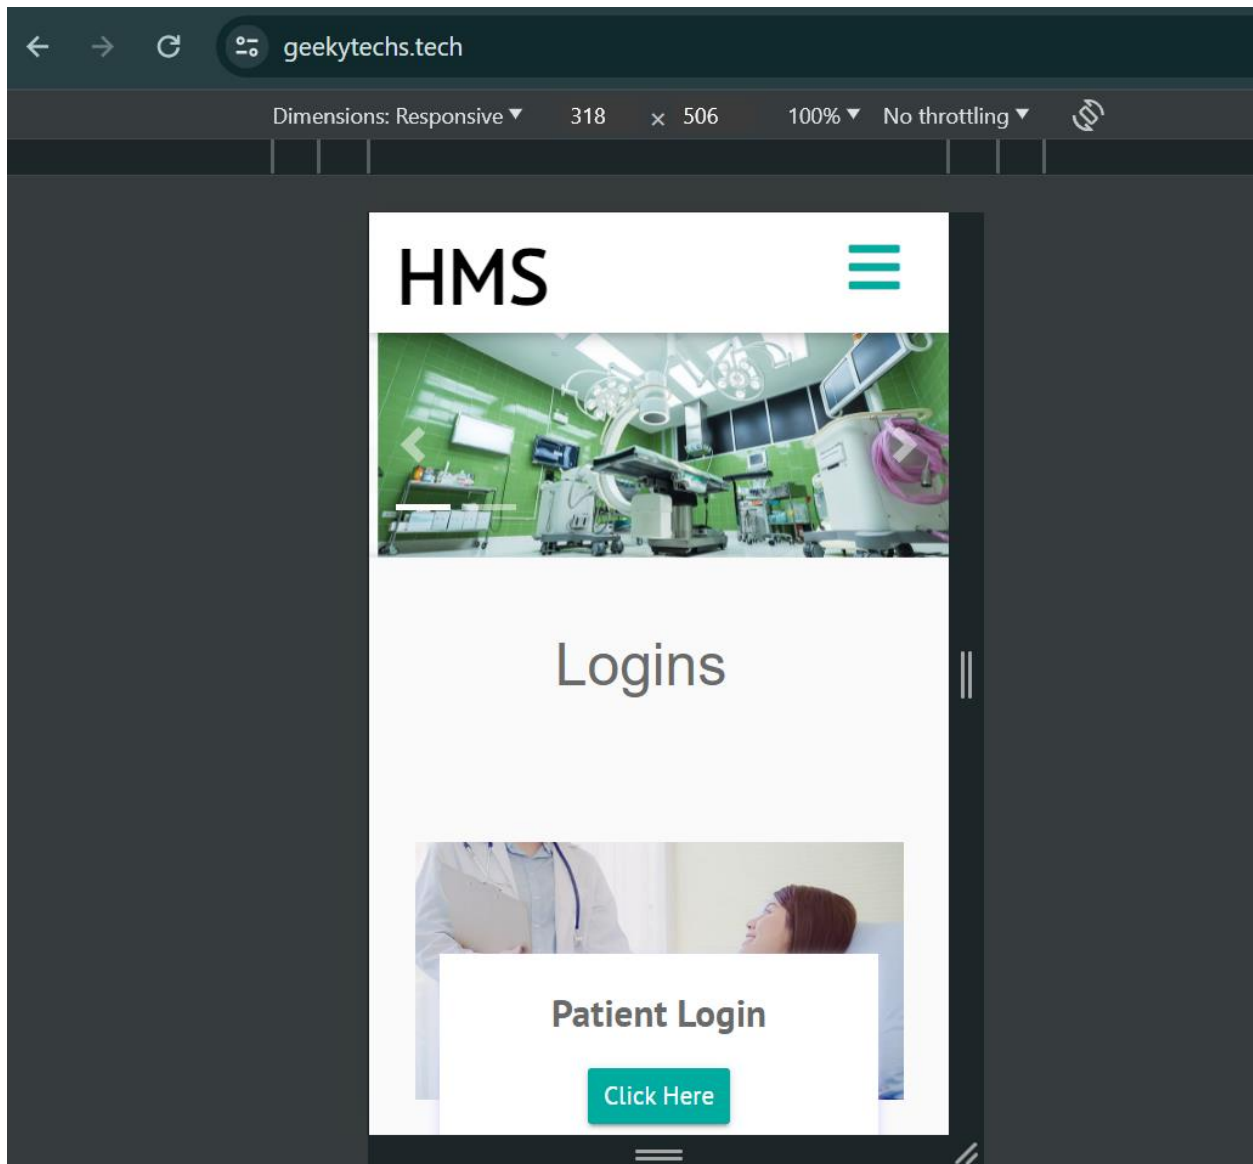 geekytechs.tech
Dimensions: Responsive ▼ 318 × 506 100% ▼ No throttling ▼
HMS
Logins
Patient Login
Click Here